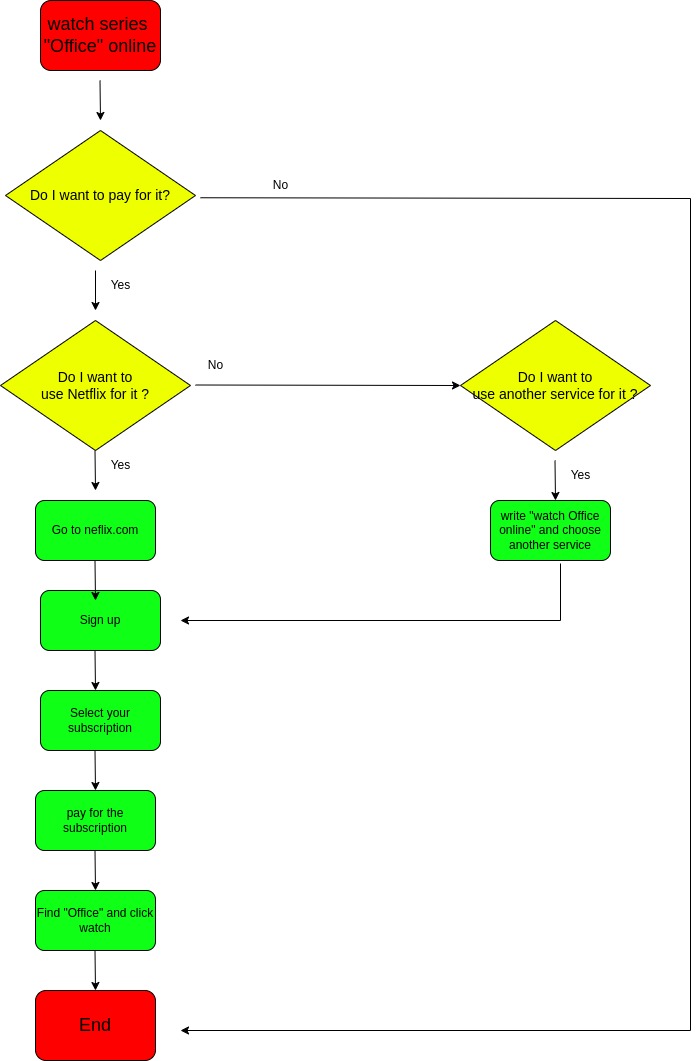 watch series
"Office" online
Do I want to pay for it?
No
Yes
Do I want to
use Netflix for it ?
No
Do I want to
use another service for it ?
Yes
Yes
Go to neflix.com
write "watch Office
online" and choose
another service
Sign up
Select your
subscription
pay for the
subscription
Find "Office" and click
watch
End